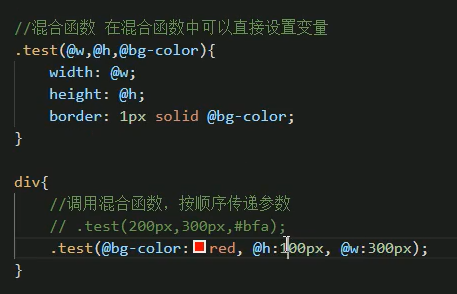 //混合函数 在混合函数中可以直接设置变量
.test(@w,@h,@bg-color){
    width: @w;
    height: @h;
    border: 1px solid @bg-color;
}

div{
    //调用混合函数，按顺序传递参数
    // .test(200px,300px,#bfa);
    .test(@bg-color:red, @h:100px, @w:300px);
}